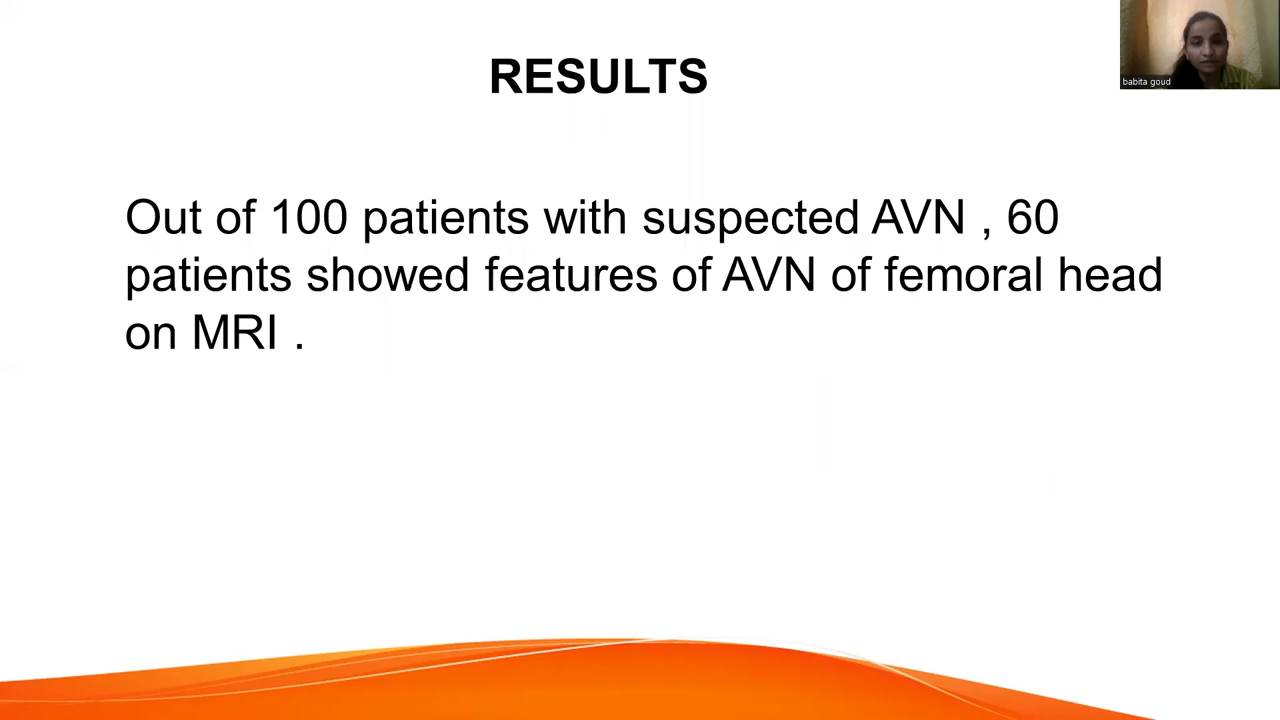 RESULTS
babita goud
Out of 100 patients with suspected AVN , 60
patients showed features of AVN of femoral head
on MRI .